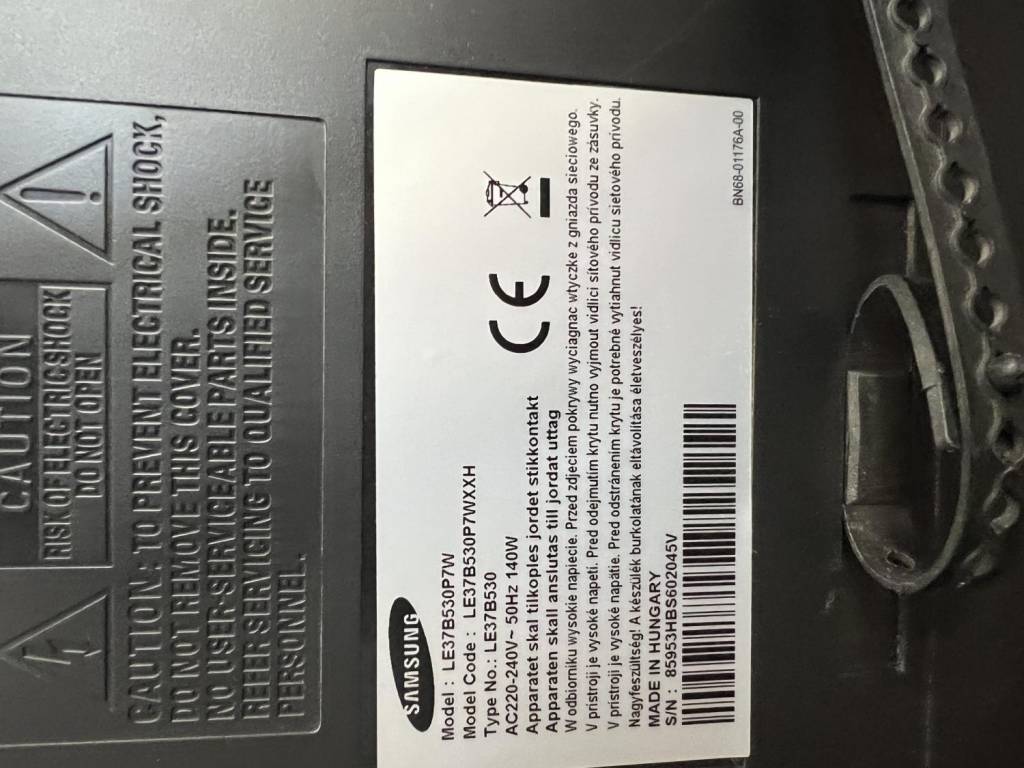 CAUTION
RISK OF ELECTRIC SHOCK
DO NOT OPEN
CAUTION: TO PREVENT ELECTRICAL SHOCK,
DO NOT REMOVE THIS COVER.
NO USER-SERVICEABLE PARTS INSIDE.
REFER SERVICING TO QUALIFIED SERVICE
PERSONNEL.
SAMSUNG
Model : LE37B530P7W
Model Code : LE37B530P7WXXH
Type No.: LE37B530
AC220-240V~ 50Hz 140W
Apparatet skal tilkoples jordet stikkontakt
Apparaten skall anslutas till jordat uttag
W odbiorniku wysokie napiecie. Przed zdjeciem pokrywy wyciagnac wtyczke z gniazda sieciowego.
V pristroji je vysoké napeti. Pred odejmutím krytu nutno vyjmout vidlici síťového prívodu ze zásuvky.
V prístroji je vysoké napätie. Pred odstránením krytu je potrebné vytiahnut vidlicu sieťového prívodu.
Nagyfeszültség! A készülék burkolatának eltávolítása életveszélyes!
MADE IN HUNGARY
S/N : 85953HBS602045V
CE
BN68-01176A-00